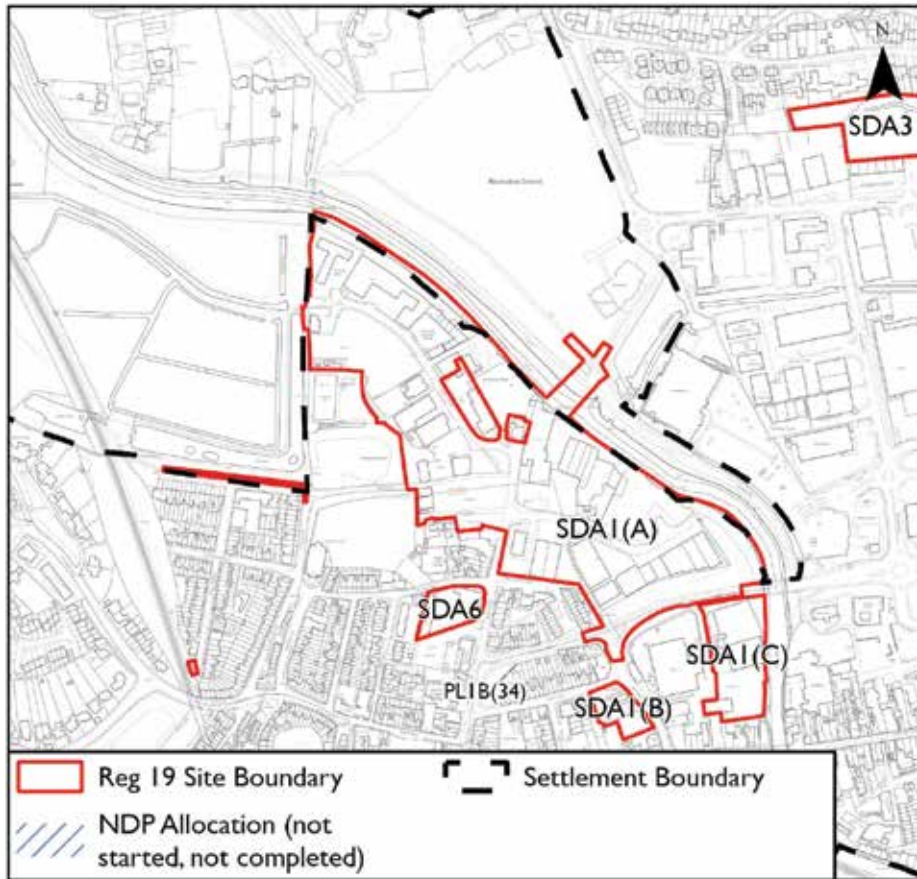 N
SDA3
SDA1(A)
SDA6
SDA1(C)
PL1B(34)
SDA1(B)
Reg 19 Site Boundary
Settlement Boundary
NDP Allocation (not
started, not completed)